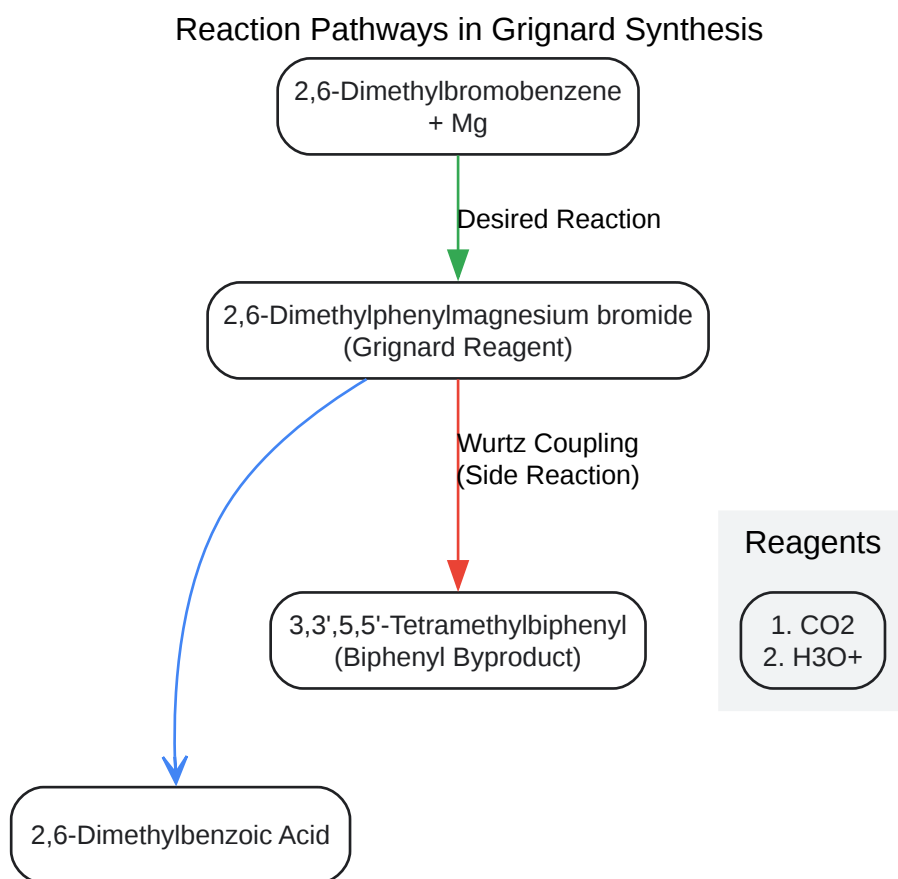 Reaction Pathways in Grignard Synthesis
2,6-Dimethylbromobenzene
+ Mg
Desired Reaction
2,6-Dimethylphenylmagnesium bromide
(Grignard Reagent)
Wurtz Coupling
(Side Reaction)
Reagents
3,3',5,5'-Tetramethylbiphenyl
(Biphenyl Byproduct)
1. CO2
2. H3O+
2,6-Dimethylbenzoic Acid